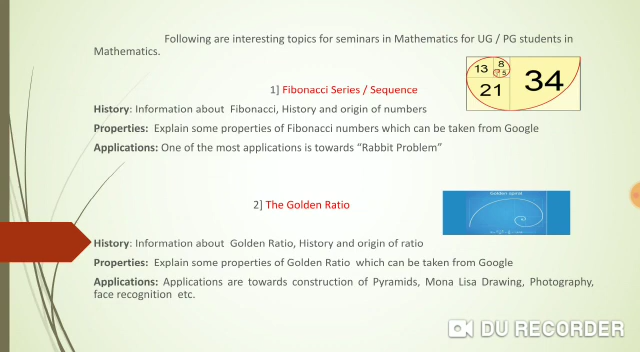 Following are interesting topics for seminars in Mathematics for UG / PG students in
Mathematics.
13
8
5
21
34
1] Fibonacci Series / Sequence
History: Information about Fibonacci, History and origin of numbers
Properties: Explain some properties of Fibonacci numbers which can be taken from Google
Applications: One of the most applications is towards “Rabbit Problem”
2] The Golden Ratio
History: Information about Golden Ratio, History and origin of ratio
Properties: Explain some properties of Golden Ratio which can be taken from Google
Applications: Applications are towards construction of Pyramids, Mona Lisa Drawing, Photography,
face recognition etc.
DU RECORDER